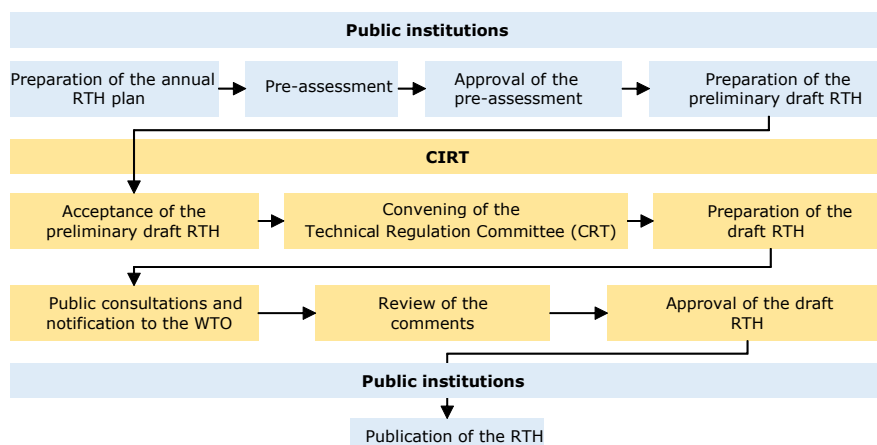 Public institutions
Preparation of the annual
RTH plan
Pre-assessment
Approval of the
pre-assessment
Preparation of the
preliminary draft RTH
CIRT
Acceptance of the
preliminary draft RTH
Convening of the
Technical Regulation Committee (CRT)
Preparation of the
draft RTH
Public consultations and
notification to the WTO
Review of the
comments
Approval of the draft
RTH
Public institutions
Publication of the RTH